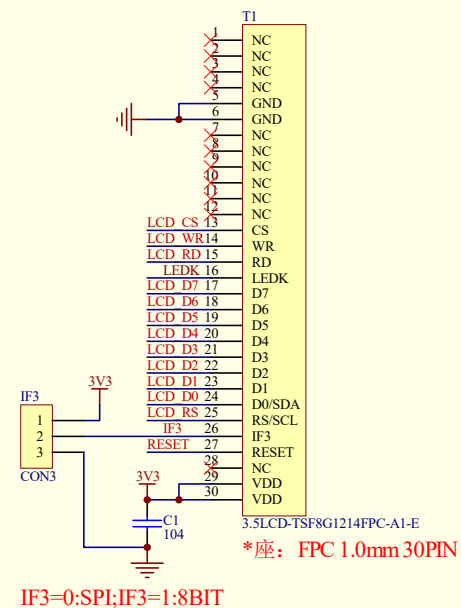 T1
1 NC
2 NC
3 NC
4 NC
5 GND
6 GND
7 NC
8 NC
9 NC
10 NC
11 NC
12 NC
LCD_CS 13 CS
LCD_WR 14 WR
LCD_RD 15 RD
LEDK 16 LEDK
LCD_D7 17 D7
LCD_D6 18 D6
LCD_D5 19 D5
LCD_D4 20 D4
LCD_D3 21 D3
LCD_D2 22 D2
LCD_D1 23 D1
LCD_D0 24 D0/SDA
LCD_RS 25 RS/SCL
IF3 26 IF3
RESET 27 RESET
28 NC
29 VDD
30 VDD
3.5LCD-TSF8G1214FPC-A1-E
*座：FPC 1.0mm 30PIN
IF3
3V3
1
2
3
CON3
3V3
C1
104
IF3=0:SPI;IF3=1:8BIT